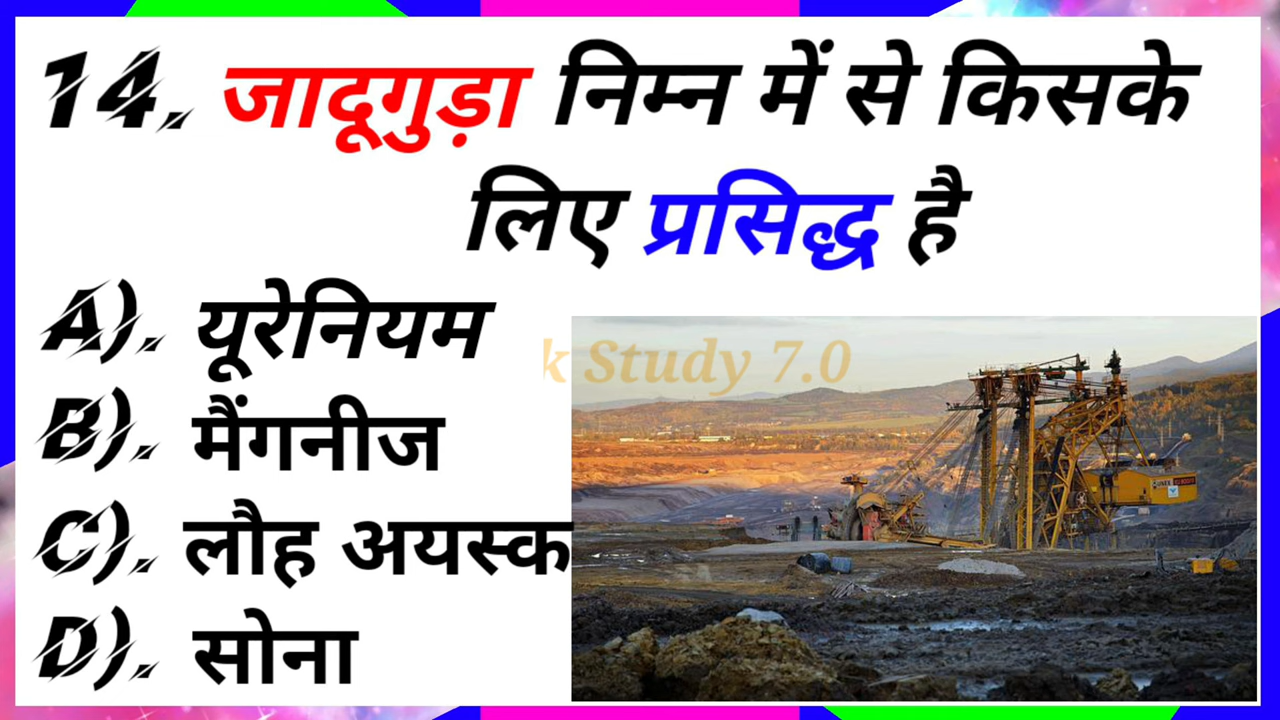 14. जादूगुड़ा निम्न में से किसके
लिए प्रसिद्ध है
A). यूरेनियम
k Study 7.0
B). मैंगनीज
C). लौह अयस्क
D). सोना